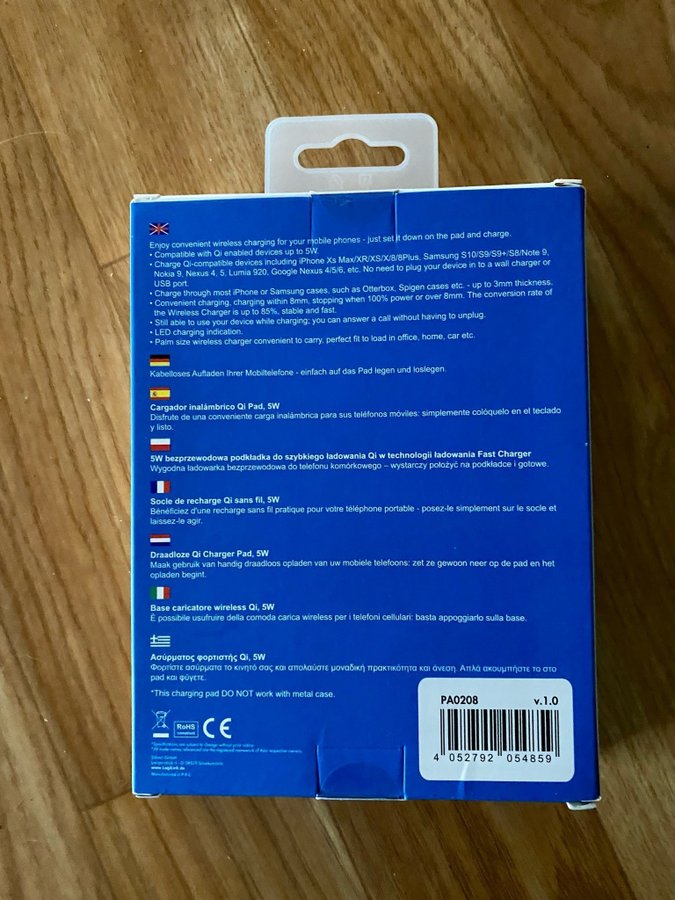 Enjoy convenient wireless charging for your mobile phones - just set it down on the pad and charge.
• Compatible with Qi enabled devices up to 5W.
• Charge Qi-compatible devices including iPhone Xs Max/XR/XS/X/8/8Plus, Samsung S10/S9/S9+/S8/Note 9,
Nokia 9, Nexus 4, 5, Lumia 920, Google Nexus 4/5/6, etc. No need to plug your device in to a wall charger or
USB port.
• Charge through most iPhone or Samsung cases, such as Otterbox, Spigen cases etc. - up to 3mm thickness.
• Convenient charging, charging within 8mm, stopping when 100% power or over 8mm. The conversion rate of
the Wireless Charger is up to 85%, stable and fast.
• Still able to use your device while charging; you can answer a call without having to unplug.
• LED charging indication.
• Palm size wireless charger convenient to carry, perfect fit to load in office, home, car etc.
Kabelloses Aufladen Ihrer Mobiltelefone - einfach auf das Pad legen und loslegen.
Cargador inalámbrico Qi Pad, 5W
Disfrute de una conveniente carga inalámbrica para sus teléfonos móviles: simplemente colóquelo en el teclado
y listo.
5W bezprzewodowa podkładka do szybkiego ładowania Qi w technologii ładowania Fast Charger
Wygodna ładowarka bezprzewodowa do telefonu komórkowego – wystarczy położyć na podkładce i gotowe.
Socle de recharge Qi sans fil, 5W
Bénéficiez d'une recharge sans fil pratique pour votre téléphone portable - posez-le simplement sur le socle et
laissez-le agir.
Draadloze Qi Charger Pad, 5W
Maak gebruik van handig draadloos opladen van uw mobiele telefoons: zet ze gewoon neer op de pad en het
opladen begint.
Base caricatore wireless Qi, 5W
È possibile usufruire della comoda carica wireless per i telefoni cellulari: basta appoggiarlo sulla base.
Ασύρματος φορτιστής Qi, 5W
Φορτίστε ασύρματα το κινητό σας και απολαύστε μοναδική πρακτικότητα και άνεση. Απλά ακουμπήστε το στο
pad και φύγετε.
*This charging pad DO NOT work with metal case.
RoHS
CE
*Specifications are subject to change without notice.
www.LogiLink.de
Manufactured in P.R.C
PA0208 v.1.0
4 052792 054859